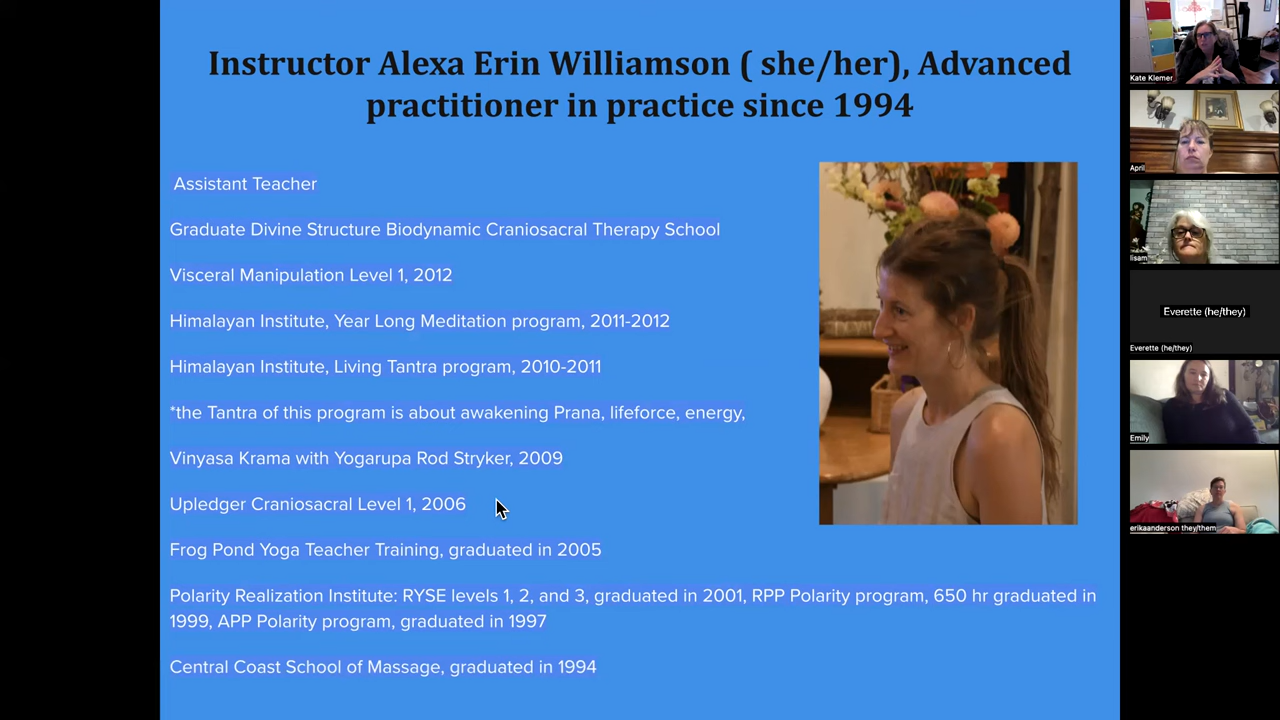 Instructor Alexa Erin Williamson ( she/her), Advanced
practitioner in practice since 1994
Assistant Teacher
Graduate Divine Structure Biodynamic Craniosacral Therapy School
Visceral Manipulation Level 1, 2012
Himalayan Institute, Year Long Meditation program, 2011-2012
Himalayan Institute, Living Tantra program, 2010-2011
*the Tantra of this program is about awakening Prana, lifeforce, energy,
Vinyasa Krama with Yogarupa Rod Stryker, 2009
Upledger Craniosacral Level 1, 2006
Frog Pond Yoga Teacher Training, graduated in 2005
Polarity Realization Institute: RYSE levels 1, 2, and 3, graduated in 2001, RPP Polarity program, 650 hr graduated in
1999, APP Polarity program, graduated in 1997
Central Coast School of Massage, graduated in 1994
Kate Klemer
April
lisam
Everette (he/they)
Everette (he/they)
Emily
erikaanderson they/them